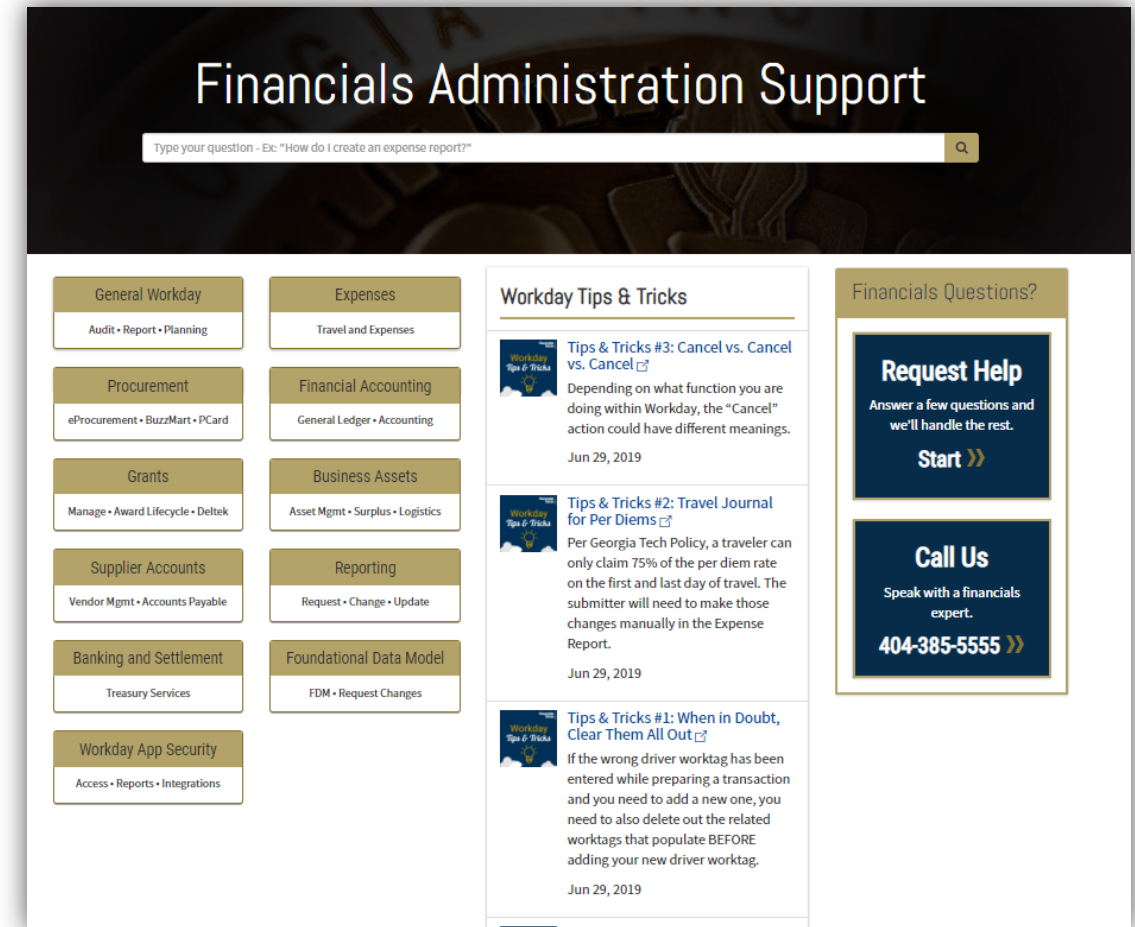 Financials Administration Support
Type your question - Ex: "How do I create an expense report?"
General Workday
Audit • Report • Planning
Expenses
Travel and Expenses
Procurement
eProcurement • BuzzMart • PCard
Financial Accounting
General Ledger • Accounting
Grants
Manage • Award Lifecycle • Deltek
Business Assets
Asset Mgmt • Surplus • Logistics
Supplier Accounts
Vendor Mgmt • Accounts Payable
Reporting
Request • Change • Update
Banking and Settlement
Treasury Services
Foundational Data Model
FDM • Request Changes
Workday App Security
Access • Reports • Integrations
Workday Tips & Tricks
Workday
Tips & Tricks
Tips & Tricks #3: Cancel vs. Cancel
vs. Cancel
Depending on what function you are
doing within Workday, the “Cancel”
action could have different meanings.
Jun 29, 2019
Workday
Tips & Tricks
Tips & Tricks #2: Travel Journal
for Per Diems
Per Georgia Tech Policy, a traveler can
only claim 75% of the per diem rate
on the first and last day of travel. The
submitter will need to make those
changes manually in the Expense
Report.
Jun 29, 2019
Workday
Tips & Tricks
Tips & Tricks #1: When in Doubt,
Clear Them All Out
If the wrong driver worktag has been
entered while preparing a transaction
and you need to add a new one, you
need to also delete out the related
worktags that populate BEFORE
adding your new driver worktag.
Jun 29, 2019
Financials Questions?
Request Help
Answer a few questions and
we'll handle the rest.
Start »
Call Us
Speak with a financials
expert.
404-385-5555 »